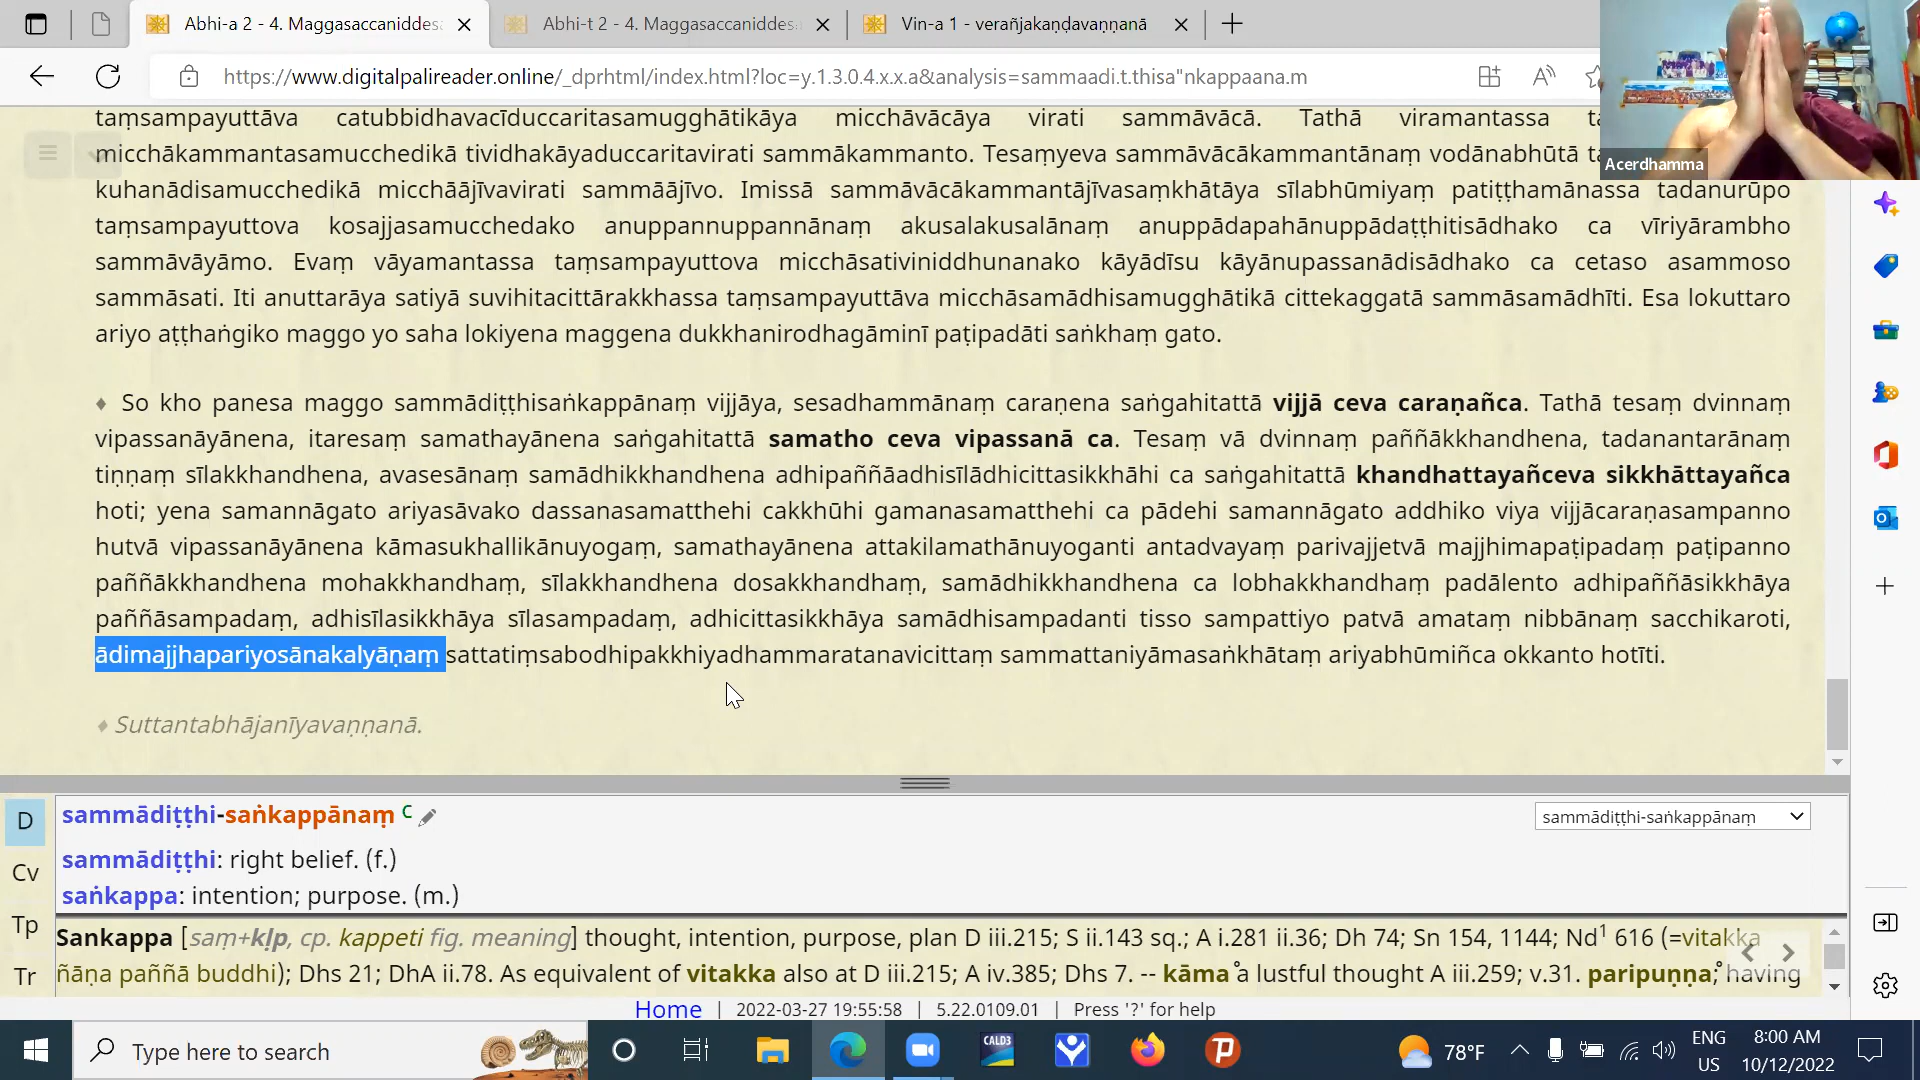 Abhi-a 2 - 4. Maggasaccaniddes
Abhi-t 2 - 4. Maggasaccaniddes
Vin-a 1 - verañjakaṇḍavaṇṇanā
https://www.digitalpalireader.online/_dprhtml/index.html?loc=y.1.3.0.4.x.x.a&analysis=sammaadi.t.thisa"nkappaana.m
Acerdhamma
taṃsampayuttāva catubbidhavacīduccaritasamugghātikāya micchāvācāya virati sammāvācā. Tathā viramantassa
micchākammantasamucchedikā tividhakāyaduccaritavirati sammākammanto. Tesaṃyeva sammāvācākammantānaṃ vodānabhūtā
kuhanādisamucchedikā micchāājīvavirati sammāājīvo. Imissā sammāvācākammantājīvasaṃkhātāya sīlabhūmiyaṃ patiṭṭhamānassa tadanurūpo
taṃsampayuttova kosajjasamucchedako anuppannuppannānaṃ akusalakusalānaṃ anuppādapahānuppādaṭṭhitisādhako ca vīriyārambho
sammāvāyāmo. Evaṃ vāyamantassa taṃsampayuttova micchāsativiniddhunanako kāyādīsu kāyānupassanādisādhako ca cetaso asammoso
sammāsati. Iti anuttarāya satiyā suvihitacittārakkhassa taṃsampayuttāva micchāsamādhisamugghātikā cittekaggatā sammāsamādhīti. Esa lokuttaro
ariyo aṭṭhaṅgiko maggo yo saha lokiyena maggena dukkhanirodhagāminī paṭipadāti saṅkhaṃ gato.
♦ So kho panesa maggo sammādiṭṭhisaṅkappānaṃ vijjāya, sesadhammānaṃ caraṇena saṅgahitattā vijjā ceva caraṇañca. Tathā tesaṃ dvinnaṃ
vipassanāyānena, itaresaṃ samathayānena saṅgahitattā samatho ceva vipassanā ca. Tesaṃ vā dvinnaṃ paññākkhandhena, tadanantarānaṃ
tiṇṇaṃ sīlakkhandhena, avasesānaṃ samādhikkhandhena adhipaññāadhisīlādhicittasikkhāhi ca saṅgahitattā khandhattayañceva sikkhāttayañca
hoti; yena samannāgato ariyasāvako dassanasamatthehi cakkhūhi gamanasamatthehi ca pādehi samannāgato addhiko viya vijjācaraṇasampanno
hutvā vipassanāyānena kāmasukhallikānuyogaṃ, samathayānena attakilamathānuyoganti antadvayaṃ parivajjetvā majjhimapaṭipadaṃ paṭipanno
paññākkhandhena mohakkhandhaṃ, sīlakkhandhena dosakkhandhaṃ, samādhikkhandhena ca lobhakkhandhaṃ padālento adhipaññāsikkhāya
paññāsampadaṃ, adhisīlasikkhāya sīlasampadaṃ, adhicittasikkhāya samādhisampadanti tisso sampattiyo patvā amataṃ nibbānaṃ sacchikaroti,
ādimajjhapariyosānakalyāṇaṃ sattatiṃsabodhipakkhiyadhammaratanavicittaṃ sammattaniyāmasaṅkhātaṃ ariyabhūmiñca okkanto hotīti.
♦ Suttantabhājanīyavaṇṇanā.
D
sammādiṭṭhi-saṅkappānaṃ C
sammādiṭṭhi-saṅkappānaṃ
sammādiṭṭhi: right belief. (f.)
Cv
saṅkappa: intention; purpose. (m.)
Tp
Sankappa [saṃ+kḷp, cp. kappeti fig. meaning] thought, intention, purpose, plan D iii.215; S ii.143 sq.; A i.281 ii.36; Dh 74; Sn 154, 1144; Nd1 616 (=vitakka
Tr
ñāṇa paññā buddhi); Dhs 21; DhA ii.78. As equivalent of vitakka also at D iii.215; A iv.385; Dhs 7. -- kāma˚a lustful thought A iii.259; v.31. paripuṇṇa˚, having
Home | 2022-03-27 19:55:58 | 5.22.0109.01 | Press '?' for help
Type here to search
CALD3
78°F
ENG
US
8:00 AM
10/12/2022